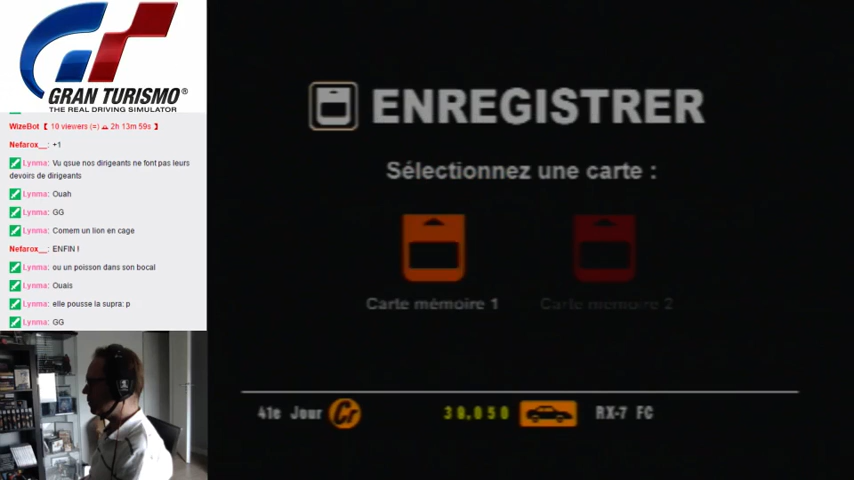 GRAN TURISMO®
THE REAL DRIVING SIMULATOR
WizeBot【 10 viewers (=) 2h 13m 59s 】
Nefarox__: +1
Lynma: Vu qsue nos dirigeants ne font pas leurs
devoirs de dirigeants
Lynma: Ouah
Lynma: GG
Lynma: Comem un lion en cage
Nefarox__: ENFIN !
Lynma: ou un poisson dans son bocal
Lynma: Ouais
Lynma: elle pousse la supra: p
Lynma: GG
ENREGISTRER
Sélectionnez une carte :
Carte mémoire 1
Carte mémoire 2
41e Jour Cr 30,050 RX-7 FC